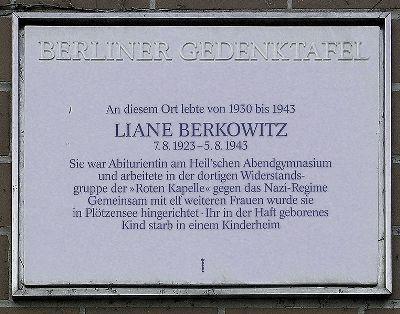 BERLINER GEDENKTAFEL
An diesem Ort lebte von 1930 bis 1943
LIANE BERKOWITZ
7. 8. 1923 – 5. 8. 1943
Sie war Abiturientin am Heil'schen Abendgymnasium
und arbeitete in der dortigen Widerstands-
gruppe der »Roten Kapelle« gegen das Nazi-Regime
Gemeinsam mit elf weiteren Frauen wurde sie
in Plötzensee hingerichtet · Ihr in der Haft geborenes
Kind starb in einem Kinderheim